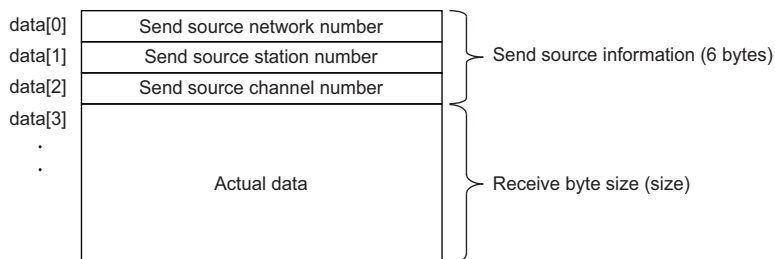 data[0] Send source network number
data[1] Send source station number Send source information (6 bytes)
data[2] Send source channel number
data[3]
.
.
Actual data Receive byte size (size)